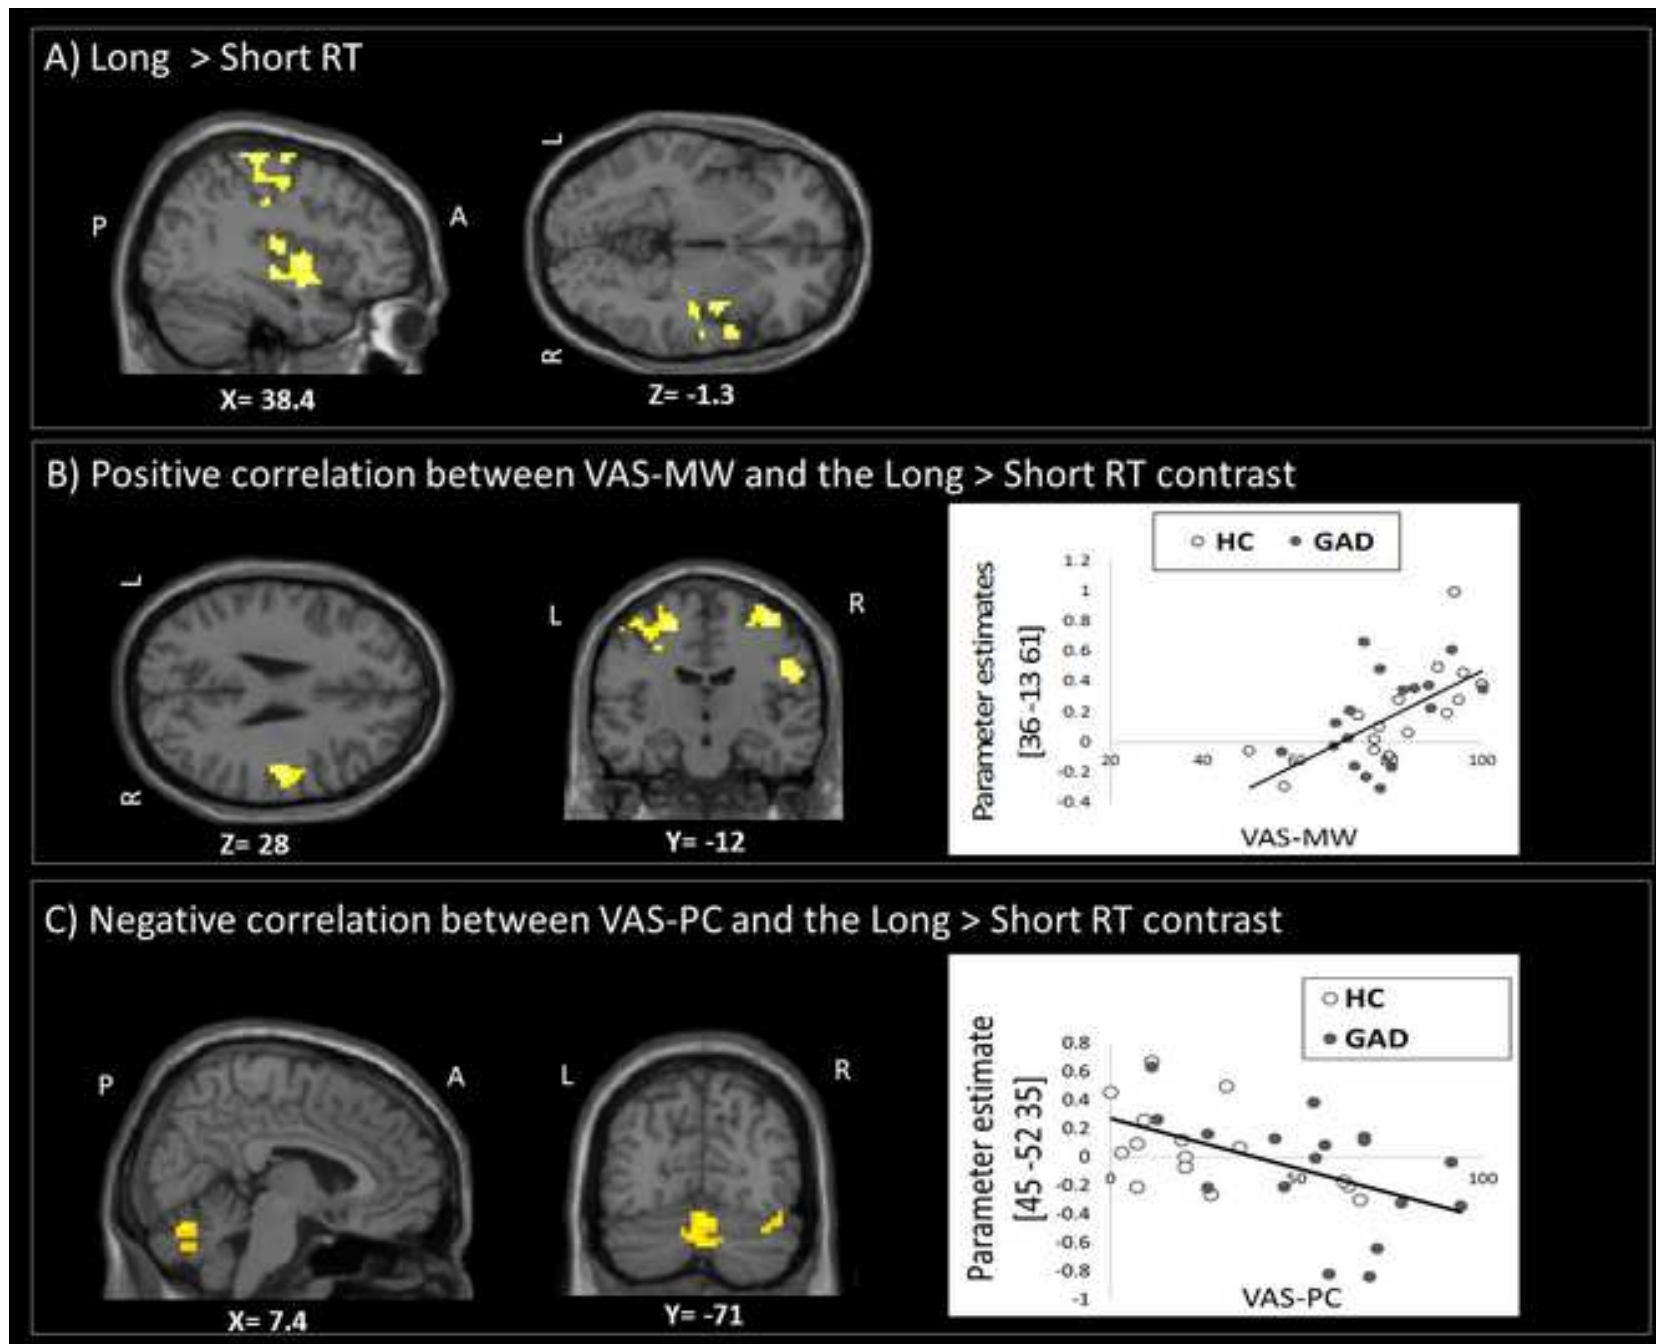 A) Long > Short RT
L
P
A
R
X= 38.4
Z= -1.3
B) Positive correlation between VAS-MW and the Long > Short RT contrast
HC GAD
Parameter estimates
[36 -13 61]
1.2
1
0.8
0.6
0.4
0.2
0
-0.2
-0.4
20 40 60 80 100
VAS-MW
L
L
R
R
Z= 28
Y= -12
C) Negative correlation between VAS-PC and the Long > Short RT contrast
HC
GAD
Parameter estimate
[45 -52 35]
0.8
0.6
0.4
0.2
0
-0.2
-0.4
-0.6
-0.8
-1
0 50 100
VAS-PC
P
A
L
R
X= 7.4
Y= -71